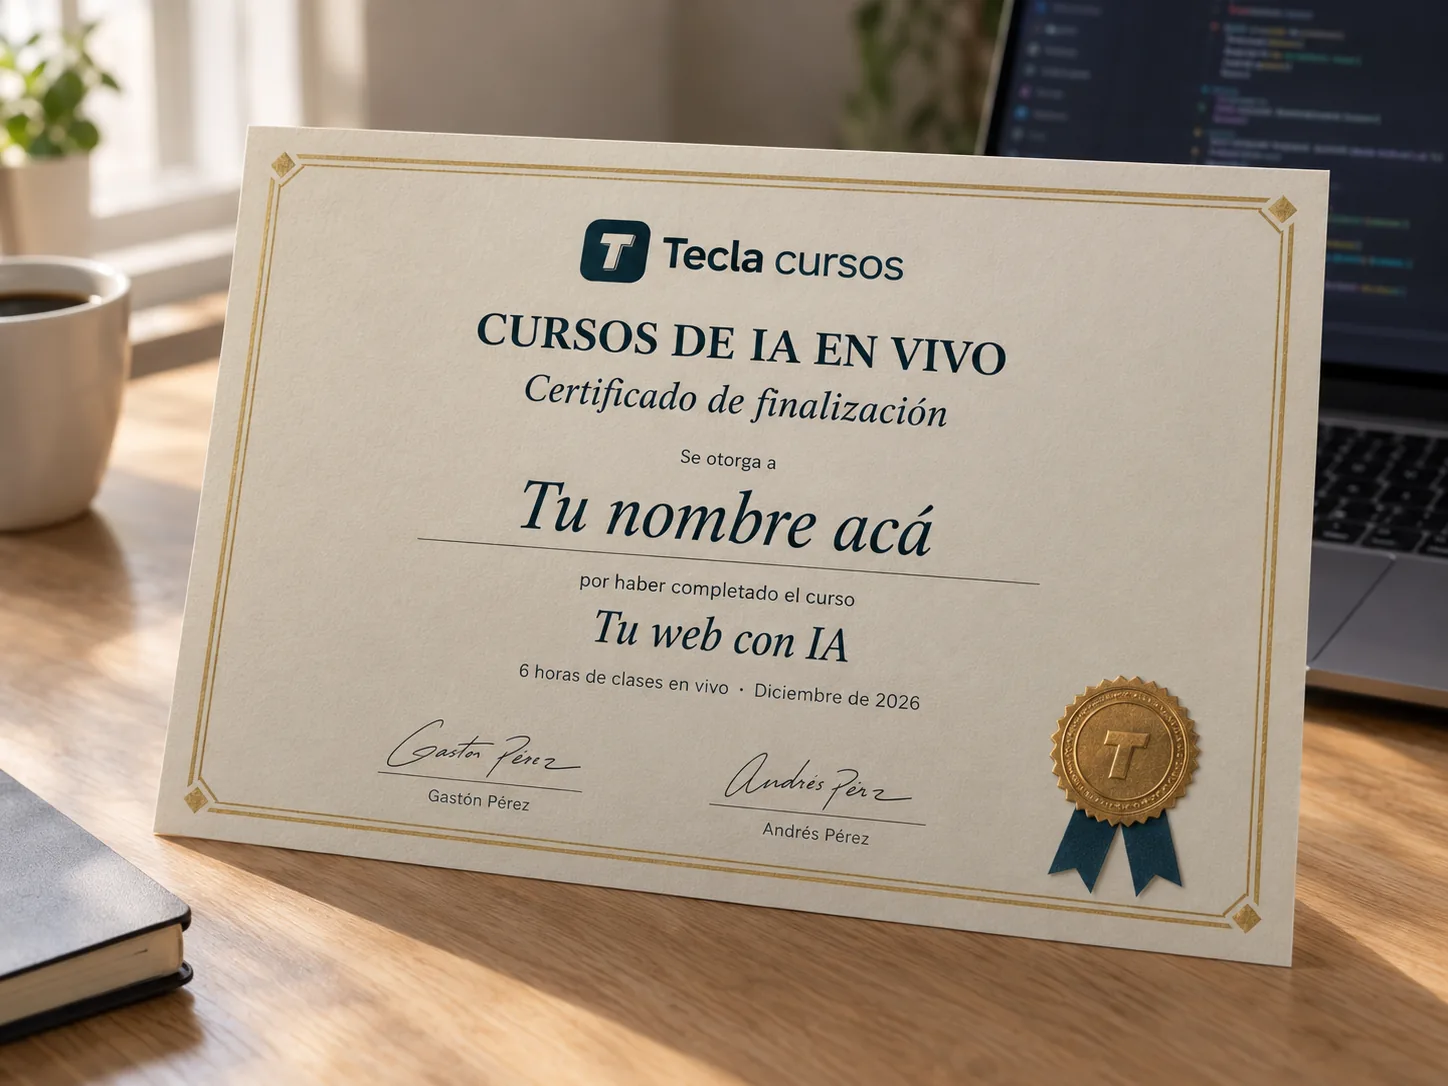 T Tecla cursos
CURSOS DE IA EN VIVO
Certificado de finalización
Se otorga a
Tu nombre acá
por haber completado el curso
Tu web con IA
6 horas de clases en vivo · Diciembre de 2026
Gastón Pérez
Gastón Pérez
Andrés Pérez
Andrés Pérez
T